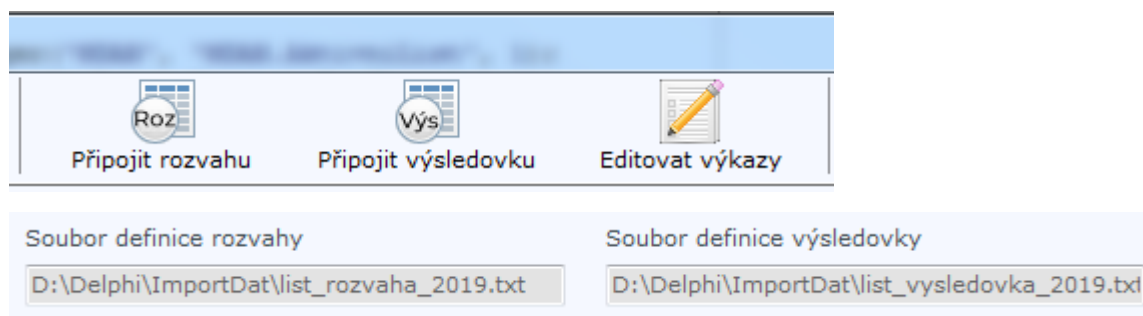 Roz
Výs
Připojit rozvahu
Připojit výsledovku
Editovat výkazy
Soubor definice rozvahy
Soubor definice výsledovky
D:\Delphi\ImportDat\list_rozvaha_2019.txt
D:\Delphi\ImportDat\list_vysledovka_2019.txt